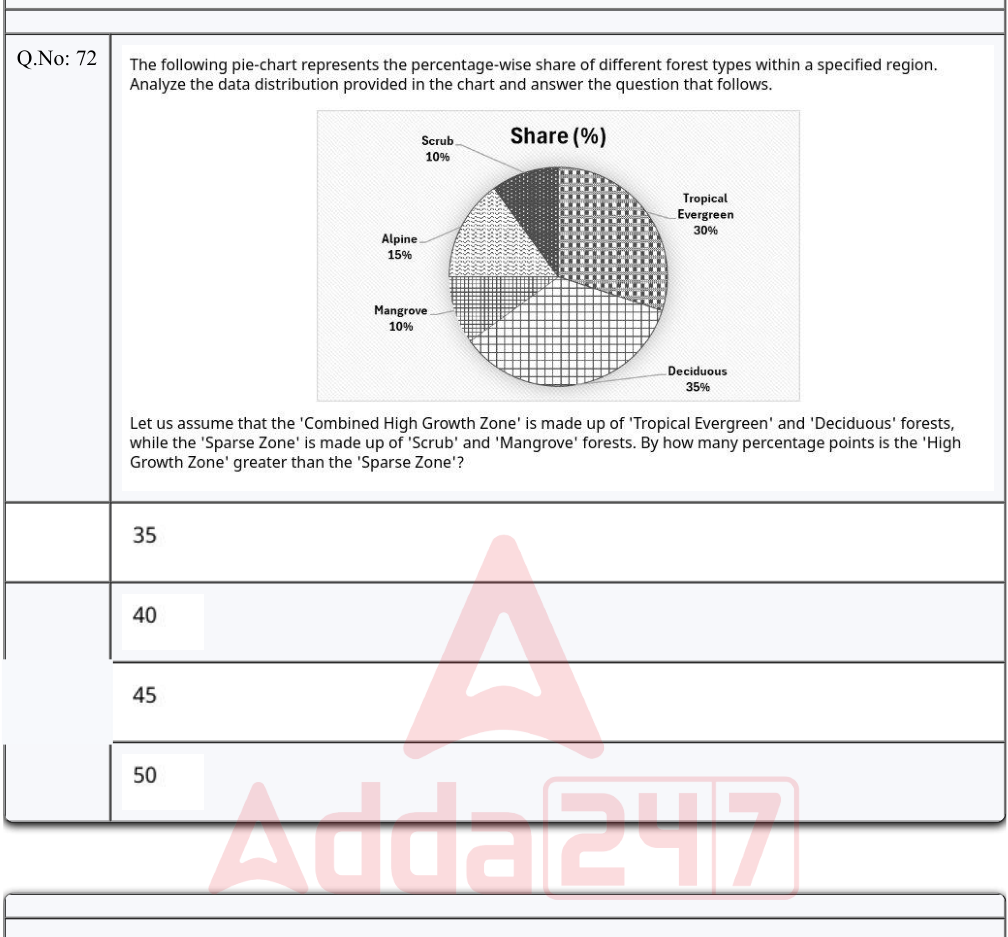 Q.No: 72
The following pie-chart represents the percentage-wise share of different forest types within a specified region.
Analyze the data distribution provided in the chart and answer the question that follows.
Share (%)
Scrub
10%
Tropical
Evergreen
30%
Alpine
15%
Mangrove
10%
Deciduous
35%
Let us assume that the 'Combined High Growth Zone' is made up of 'Tropical Evergreen' and 'Deciduous' forests,
while the 'Sparse Zone' is made up of 'Scrub' and 'Mangrove' forests. By how many percentage points is the 'High
Growth Zone' greater than the 'Sparse Zone'?
35
40
45
50
Adda247